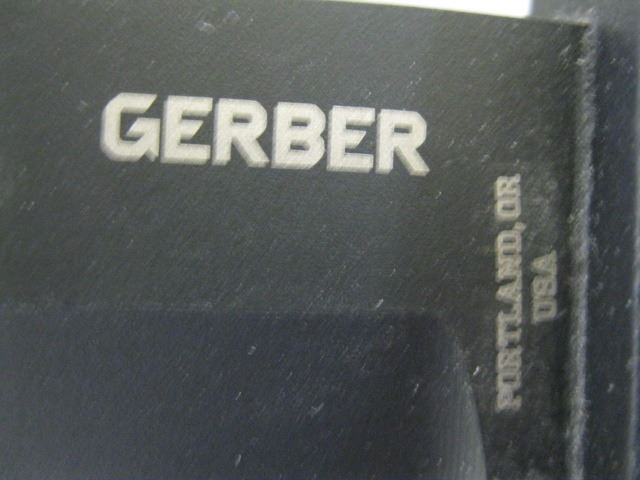 GERBER
PORTLAND, OR
USA